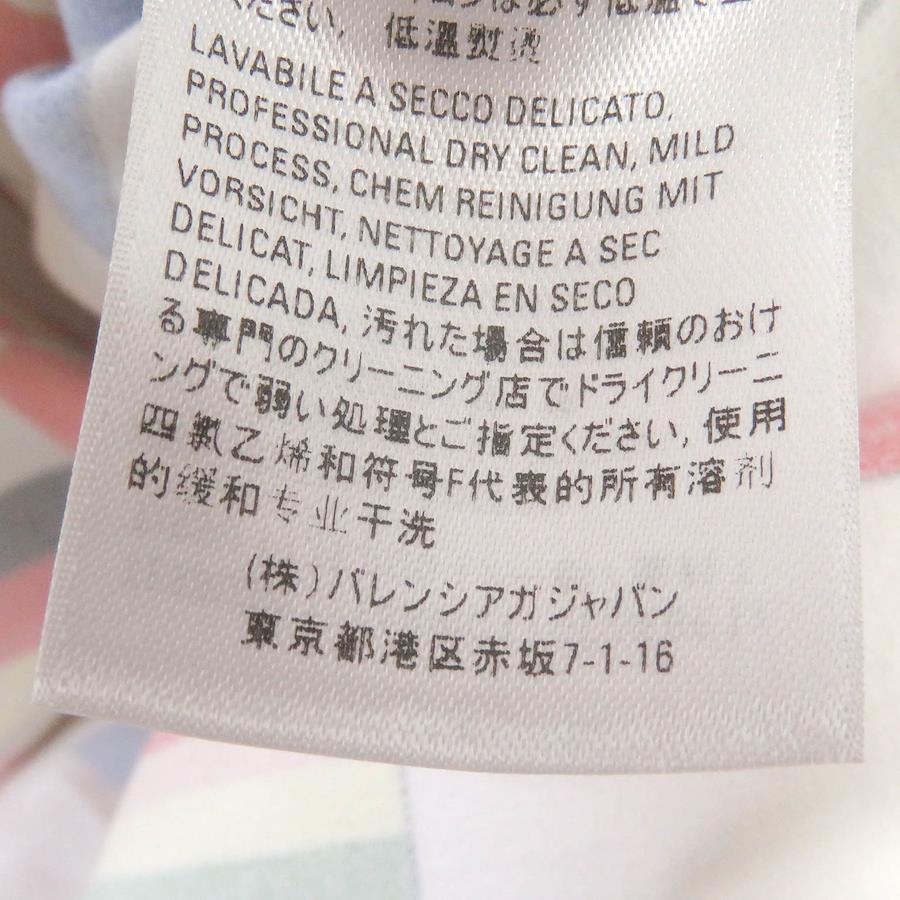 ください, 低温熨烫
LAVABILE A SECCO DELICATO,
PROFESSIONAL DRY CLEAN, MILD
PROCESS, CHEM REINIGUNG MIT
VORSICHT, NETTOYAGE A SEC
DELICAT, LIMPIEZA EN SECO
DELICADA, 汚れた場合は信頼のおけ
る専門のクリーニング店でドライクリーニ
ングで弱い処理とご指定ください, 使用
四氯乙烯和符号F代表的所有溶剂
的缓和专业干洗
(株)バレンシアガジャパン
東京都港区赤坂7-1-16